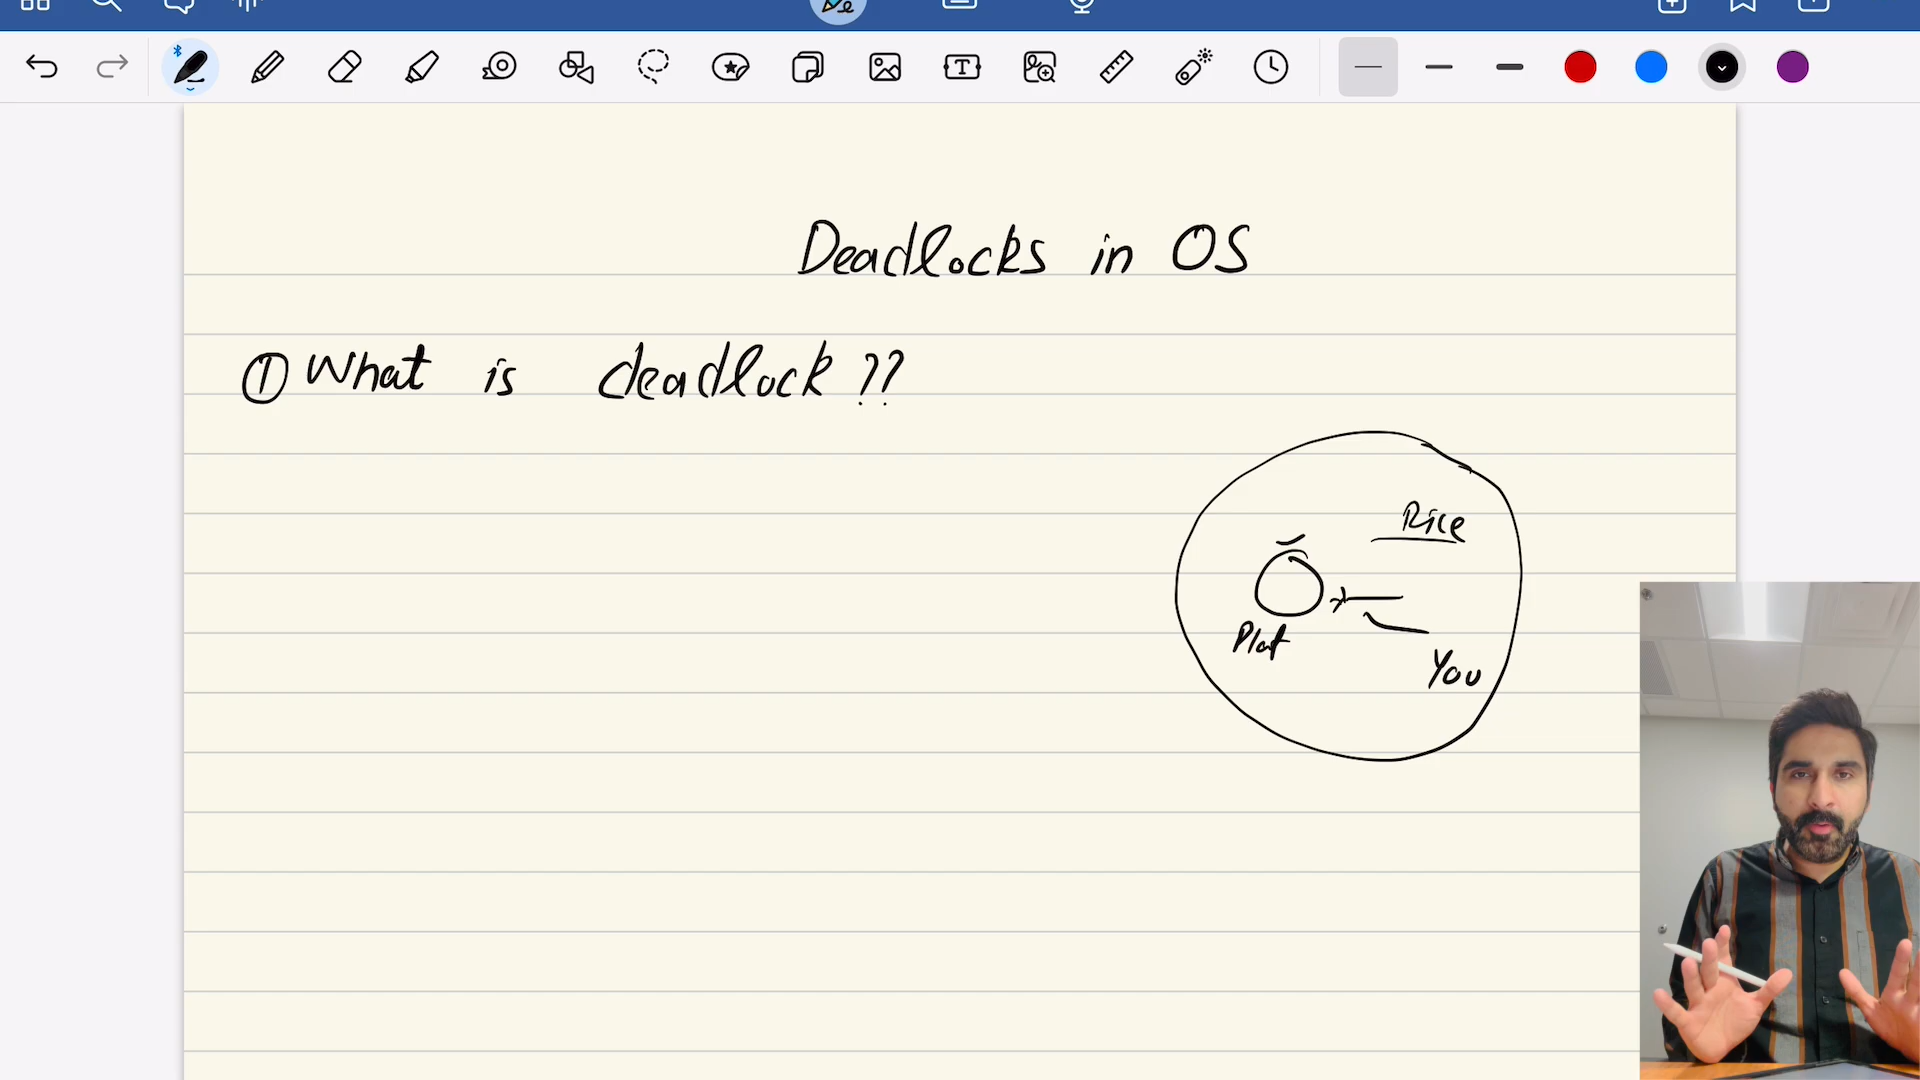 Deadlocks in OS
① What is deadlock ??
Rice
Plat
You